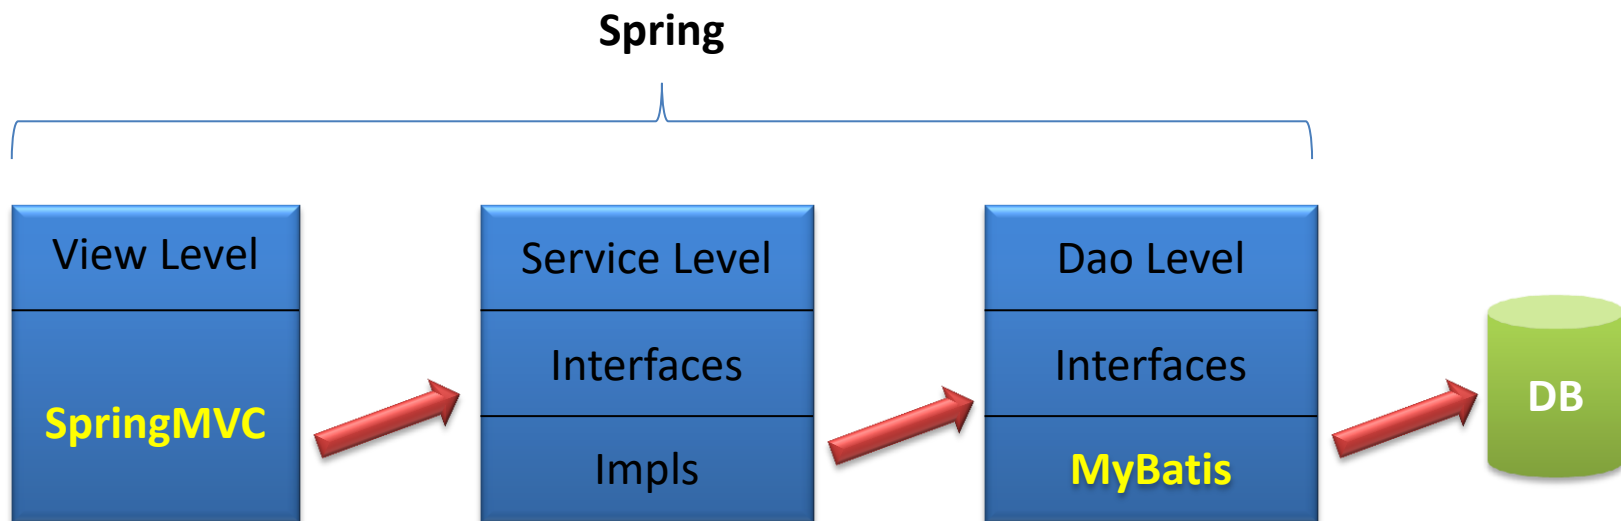 Spring
View Level
SpringMVC
Service Level
Interfaces
Impls
Dao Level
Interfaces
MyBatis
DB